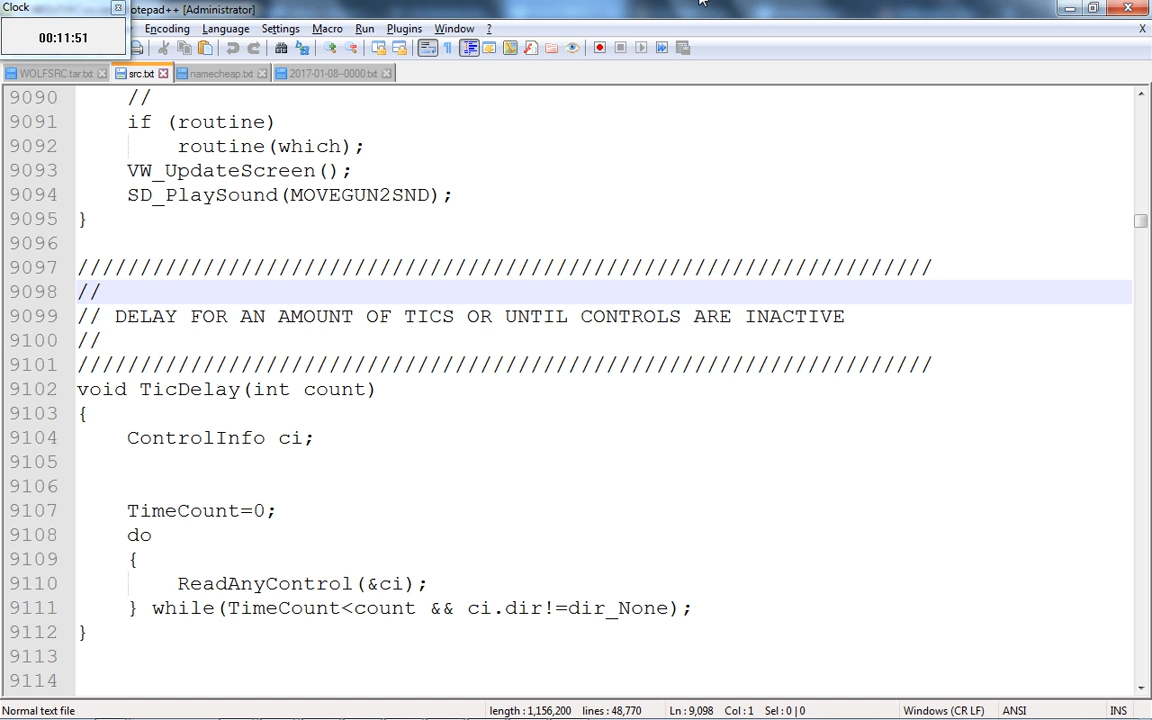 Clock
otepad++ [Administrator]
00:11:51
Encoding Language Settings Macro Run Plugins Window ? X
WOLFSRC.tar.txt src.txt namecheap.txt 2017-01-08--0000.txt
9090 //
9091 if (routine)
9092 routine(which);
9093 VW_UpdateScreen();
9094 SD_PlaySound(MOVEGUN2SND);
9095 }
9096
9097 ////////////////////////////////////////////////////////////////////
9098 //
9099 // DELAY FOR AN AMOUNT OF TICS OR UNTIL CONTROLS ARE INACTIVE
9100 //
9101 ////////////////////////////////////////////////////////////////////
9102 void TicDelay(int count)
9103 {
9104 ControlInfo ci;
9105
9106
9107 TimeCount=0;
9108 do
9109 {
9110 ReadAnyControl(&ci);
9111 } while(TimeCount<count && ci.dir!=dir_None);
9112 }
9113
9114
Normal text file length : 1,156,200 lines : 48,770 Ln : 9,098 Col : 1 Sel : 0 | 0 Windows (CR LF) ANSI INS